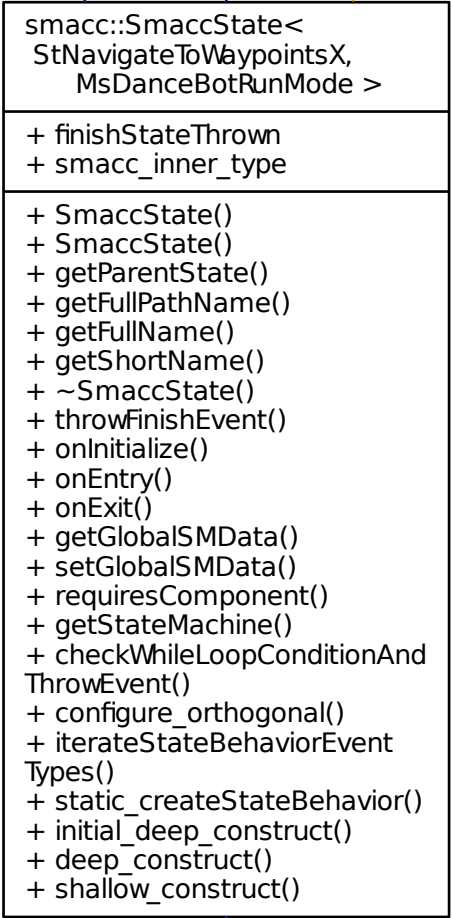 smacc::SmaccState<
StNavigateToWaypointsX,
MsDanceBotRunMode >
+ finishStateThrown
+ smacc_inner_type
+ SmaccState()
+ SmaccState()
+ getParentState()
+ getFullPathName()
+ getFullName()
+ getShortName()
+ ~SmaccState()
+ throwFinishEvent()
+ onInitialize()
+ onEntry()
+ onExit()
+ getGlobalSMData()
+ setGlobalSMData()
+ requiresComponent()
+ getStateMachine()
+ checkWhileLoopConditionAnd
ThrowEvent()
+ configure_orthogonal()
+ iterateStateBehaviorEvent
Types()
+ static_createStateBehavior()
+ initial_deep_construct()
+ deep_construct()
+ shallow_construct()